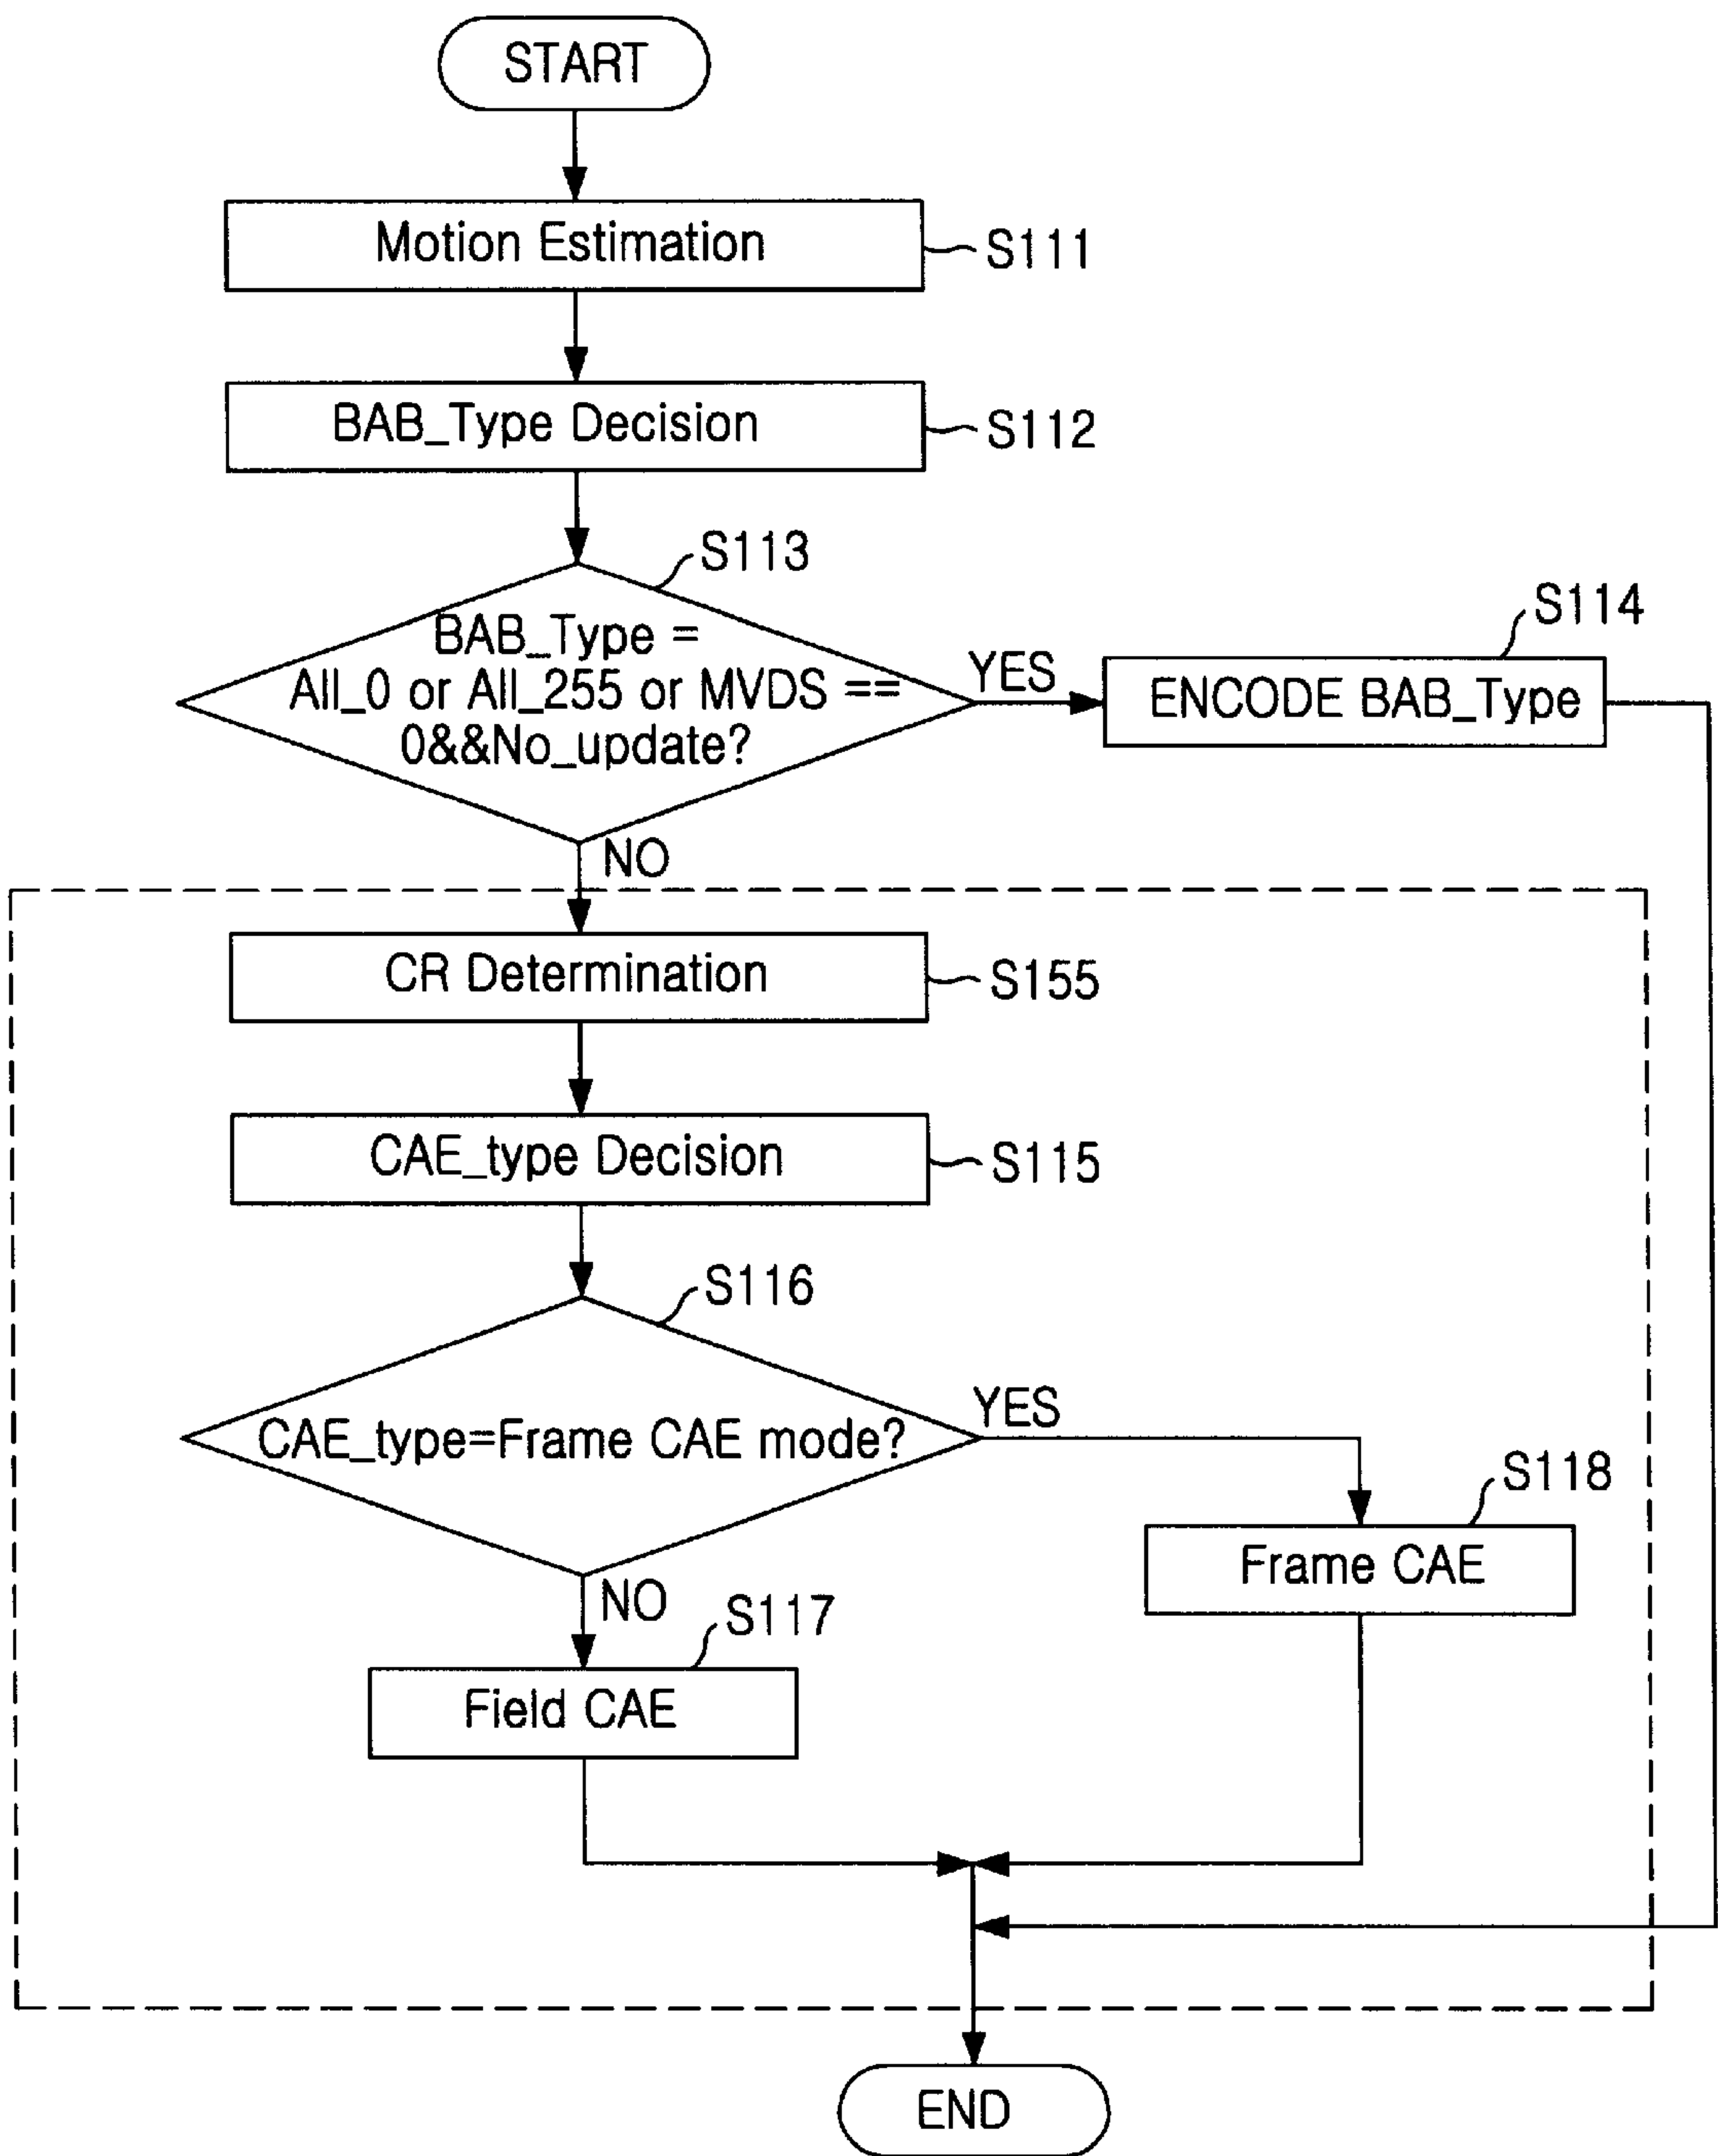 START
Motion Estimation
S111
BAB_Type Decision
S112
S113
BAB_Type =
All_0 or All_255 or MVDS ==
0&&No_update?
YES
S114
ENCODE BAB_Type
NO
CR Determination
S155
CAE_type Decision
S115
S116
CAE_type=Frame CAE mode?
YES
S118
Frame CAE
NO
S117
Field CAE
END